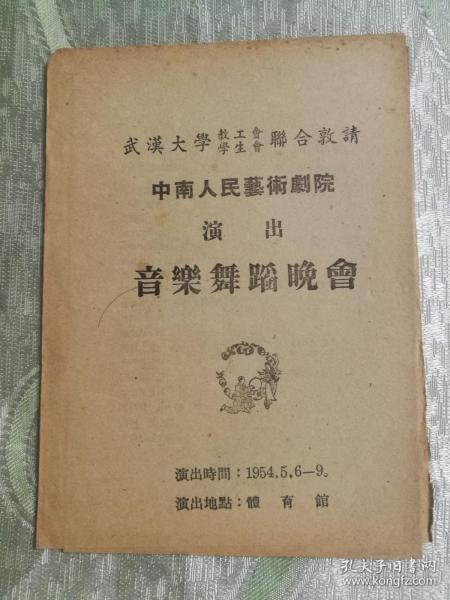 武漢大學教工會學生會聯合敦請
中南人民藝術劇院
演出
音樂舞蹈晚會
演出時間：1954.5.6—9。
演出地點：體育館
孔夫子旧书网
www.kongfz.com